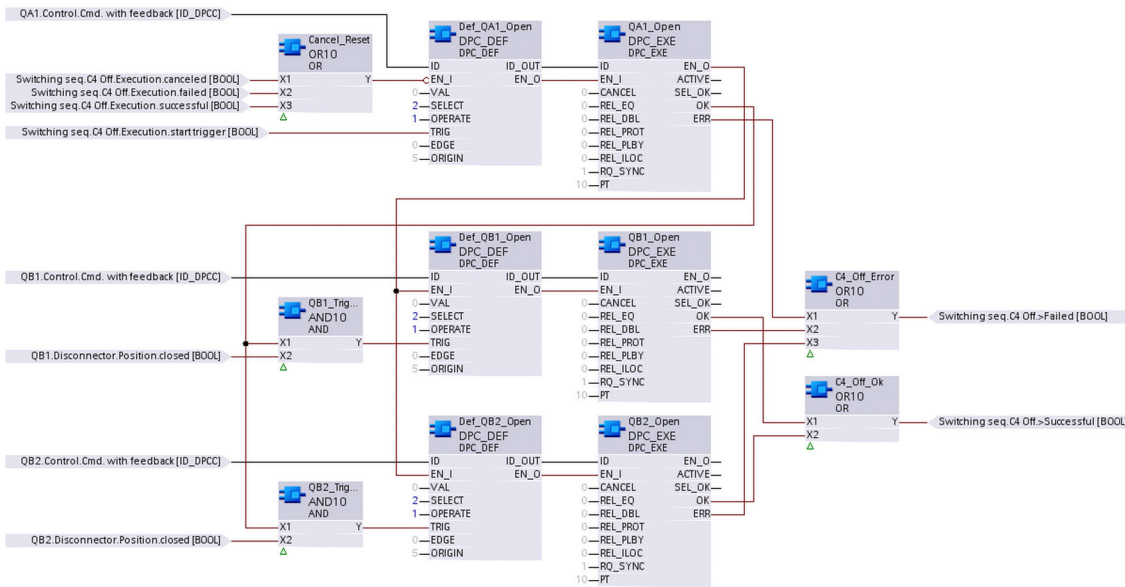 QA1.Control.Cmd. with feedback [ID_DPCC]
Cancel_Reset
OR10
OR
X1 Y
X2
X3
Switching seq.C4 Off.Execution.canceled [BOOL]
Switching seq.C4 Off.Execution.failed [BOOL]
Switching seq.C4 Off.Execution.successful [BOOL]
Switching seq.C4 Off.Execution.start trigger [BOOL]
Def_QA1_Open
DPC_DEF
DPC_DEF
ID ID_OUT
EN_I EN_O
0 VAL
2 SELECT
1 OPERATE
TRIG
0 EDGE
5 ORIGIN
QA1_Open
DPC_EXE
DPC_EXE
ID EN_O
EN_I ACTIVE
0 CANCEL SEL_OK
0 REL_EQ OK
0 REL_DBL ERR
0 REL_PROT
0 REL_PLBY
0 REL_ILOC
1 RQ_SYNC
10 PT
QB1.Control.Cmd. with feedback [ID_DPCC]
QB1_Trig...
AND10
AND
X1 Y
X2
QB1.Disconnector.Position.closed [BOOL]
Def_QB1_Open
DPC_DEF
DPC_DEF
ID ID_OUT
EN_I EN_O
0 VAL
2 SELECT
1 OPERATE
TRIG
0 EDGE
5 ORIGIN
QB1_Open
DPC_EXE
DPC_EXE
ID EN_O
EN_I ACTIVE
0 CANCEL SEL_OK
0 REL_EQ OK
0 REL_DBL ERR
0 REL_PROT
0 REL_PLBY
0 REL_ILOC
1 RQ_SYNC
10 PT
C4_Off_Error
OR10
OR
X1 Y
X2
X3
Switching seq.C4 Off.>Failed [BOOL]
C4_Off_Ok
OR10
OR
X1 Y
X2
Switching seq.C4 Off.>Successful [BOOL
QB2.Control.Cmd. with feedback [ID_DPCC]
QB2_Trig...
AND10
AND
X1 Y
X2
QB2.Disconnector.Position.closed [BOOL]
Def_QB2_Open
DPC_DEF
DPC_DEF
ID ID_OUT
EN_I EN_O
0 VAL
2 SELECT
1 OPERATE
TRIG
0 EDGE
5 ORIGIN
QB2_Open
DPC_EXE
DPC_EXE
ID EN_O
EN_I ACTIVE
0 CANCEL SEL_OK
0 REL_EQ OK
0 REL_DBL ERR
0 REL_PROT
0 REL_PLBY
0 REL_ILOC
1 RQ_SYNC
10 PT